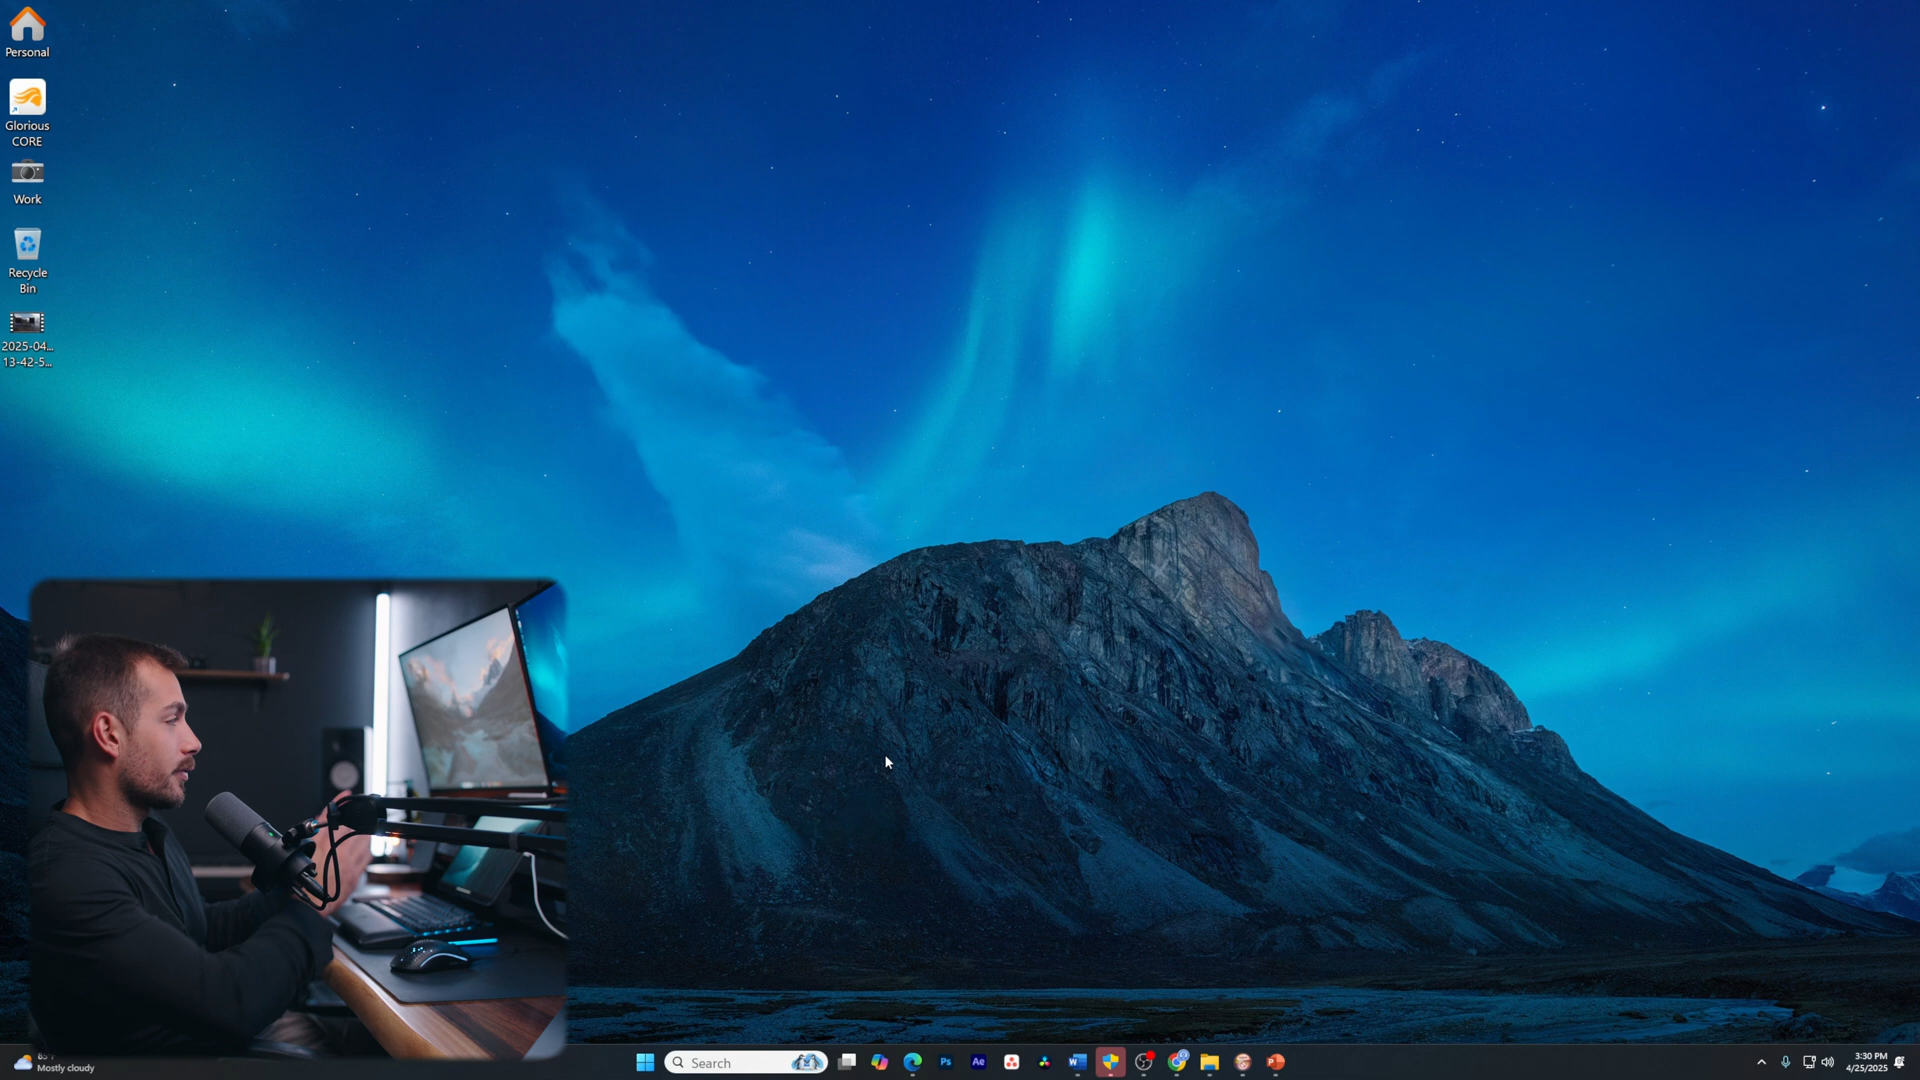 Personal
Glorious
CORE
Work
Recycle
Bin
2025-04...
13-42-5...
Mostly cloudy
Search
Ps
Ae
3:30 PM
4/25/2025